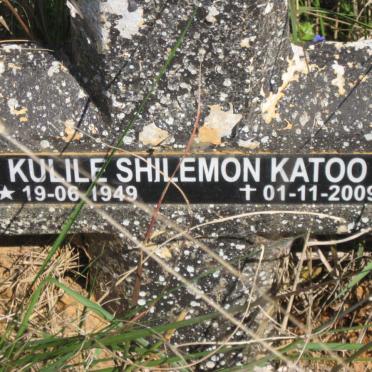 KULILE SHILEMON KATOO
★ 19-06-1949 ✝ 01-11-2009